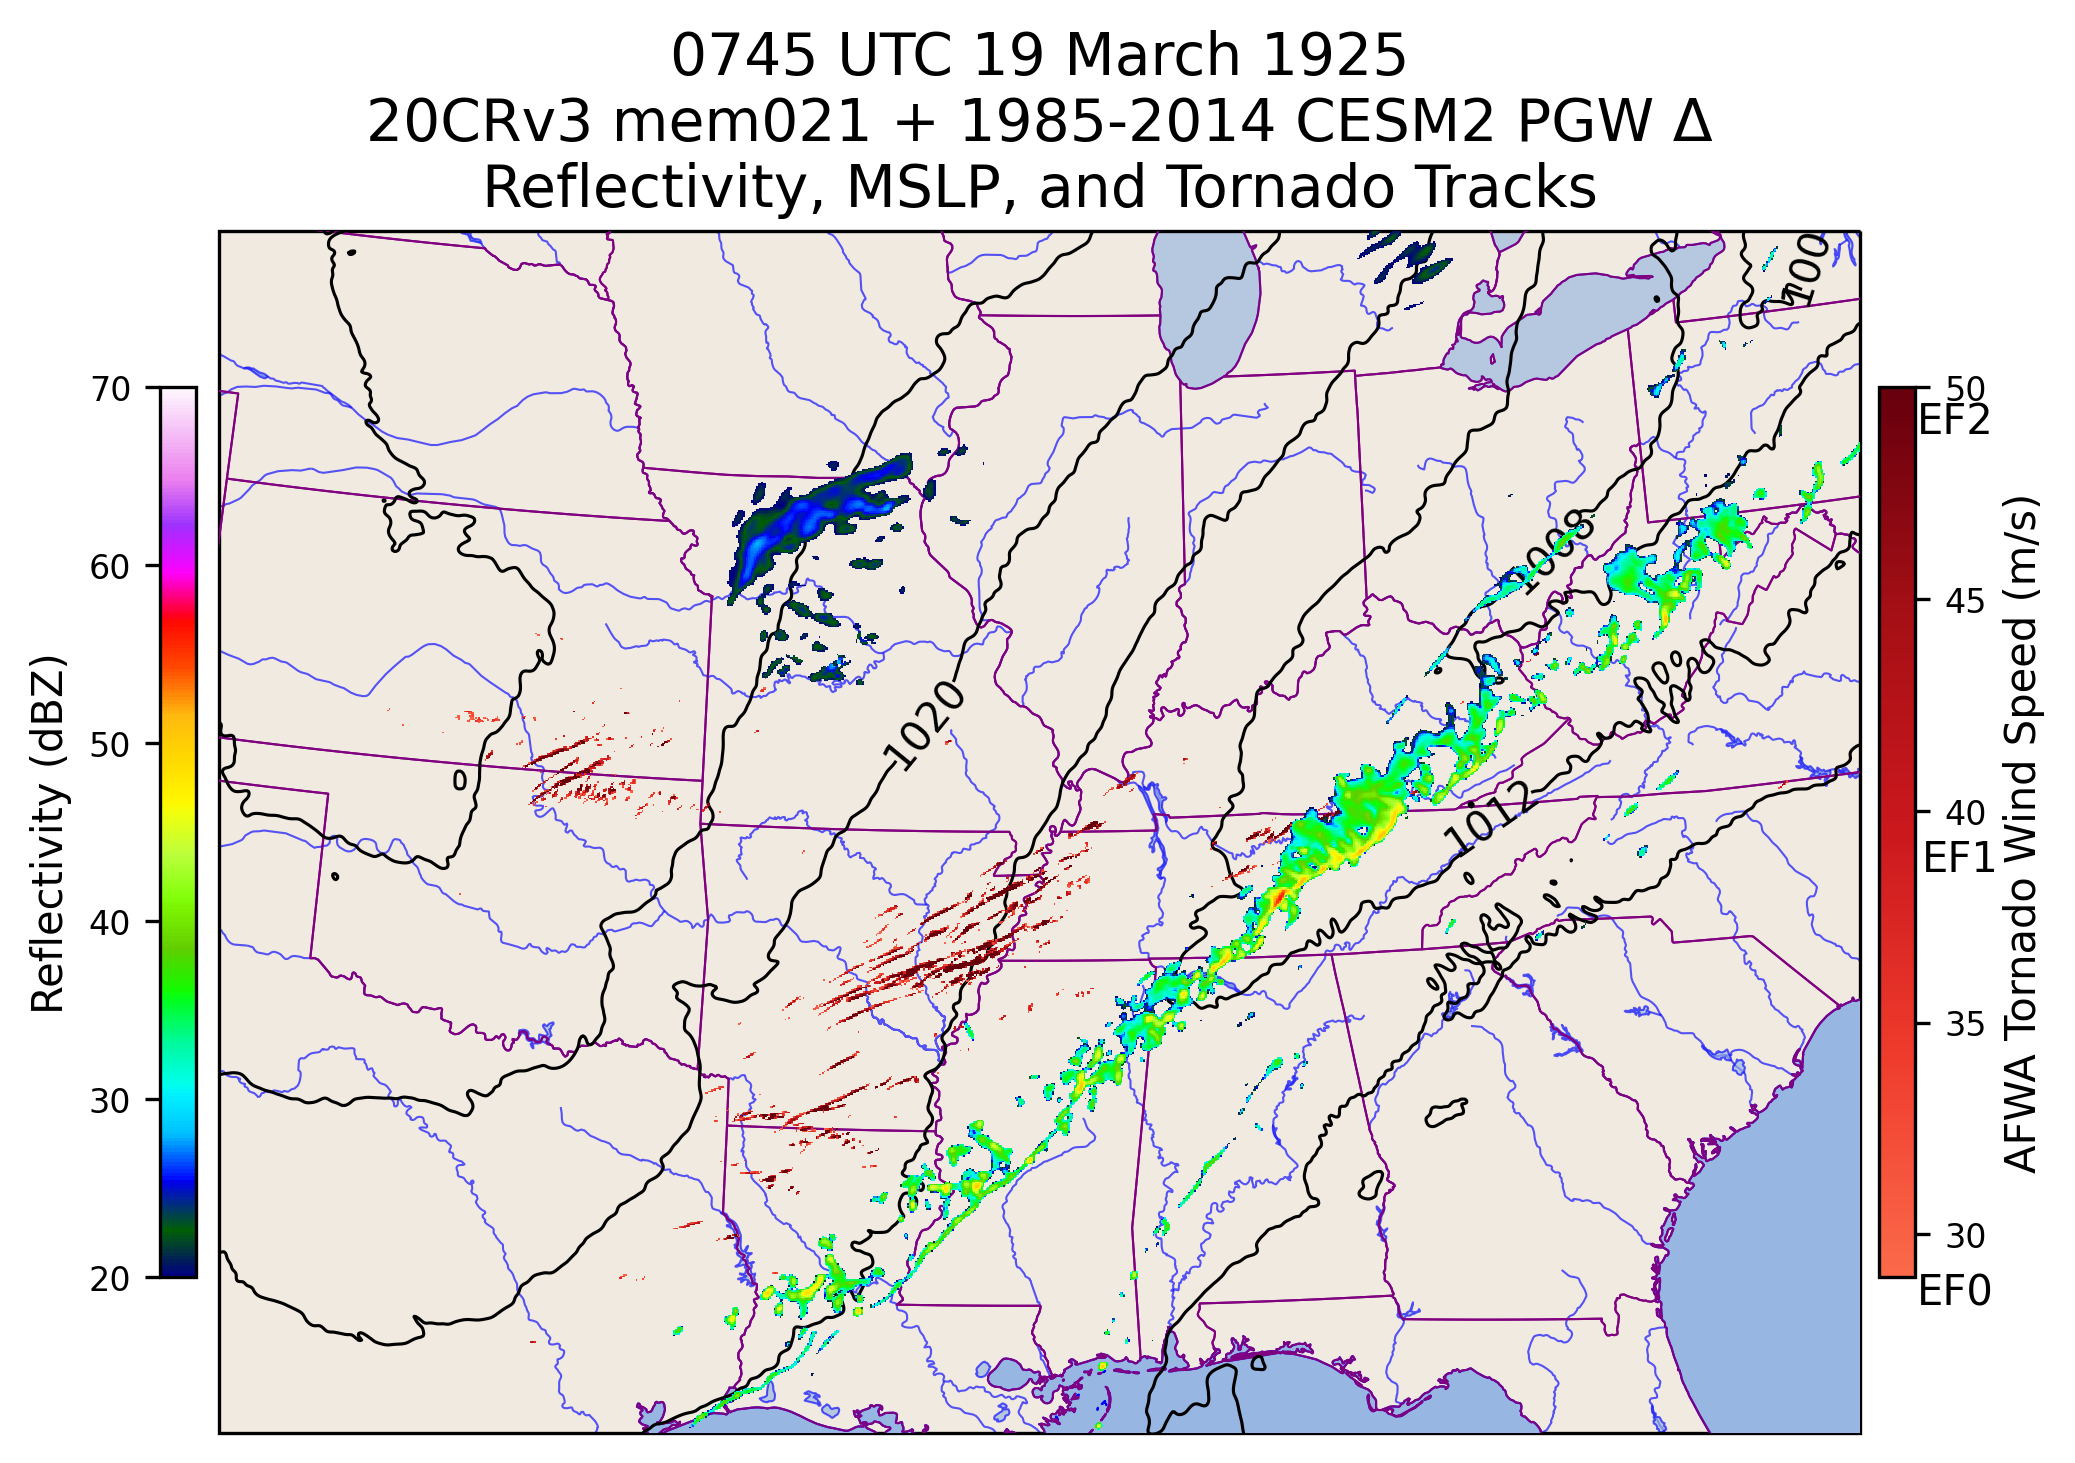 0745 UTC 19 March 1925
20CRv3 mem021 + 1985-2014 CESM2 PGW Δ
Reflectivity, MSLP, and Tornado Tracks
Reflectivity (dBZ)
70
60
50
40
30
20
1020
1008
1012
100
50
EF2
45
40
EF1
35
30
EF0
AFWA Tornado Wind Speed (m/s)